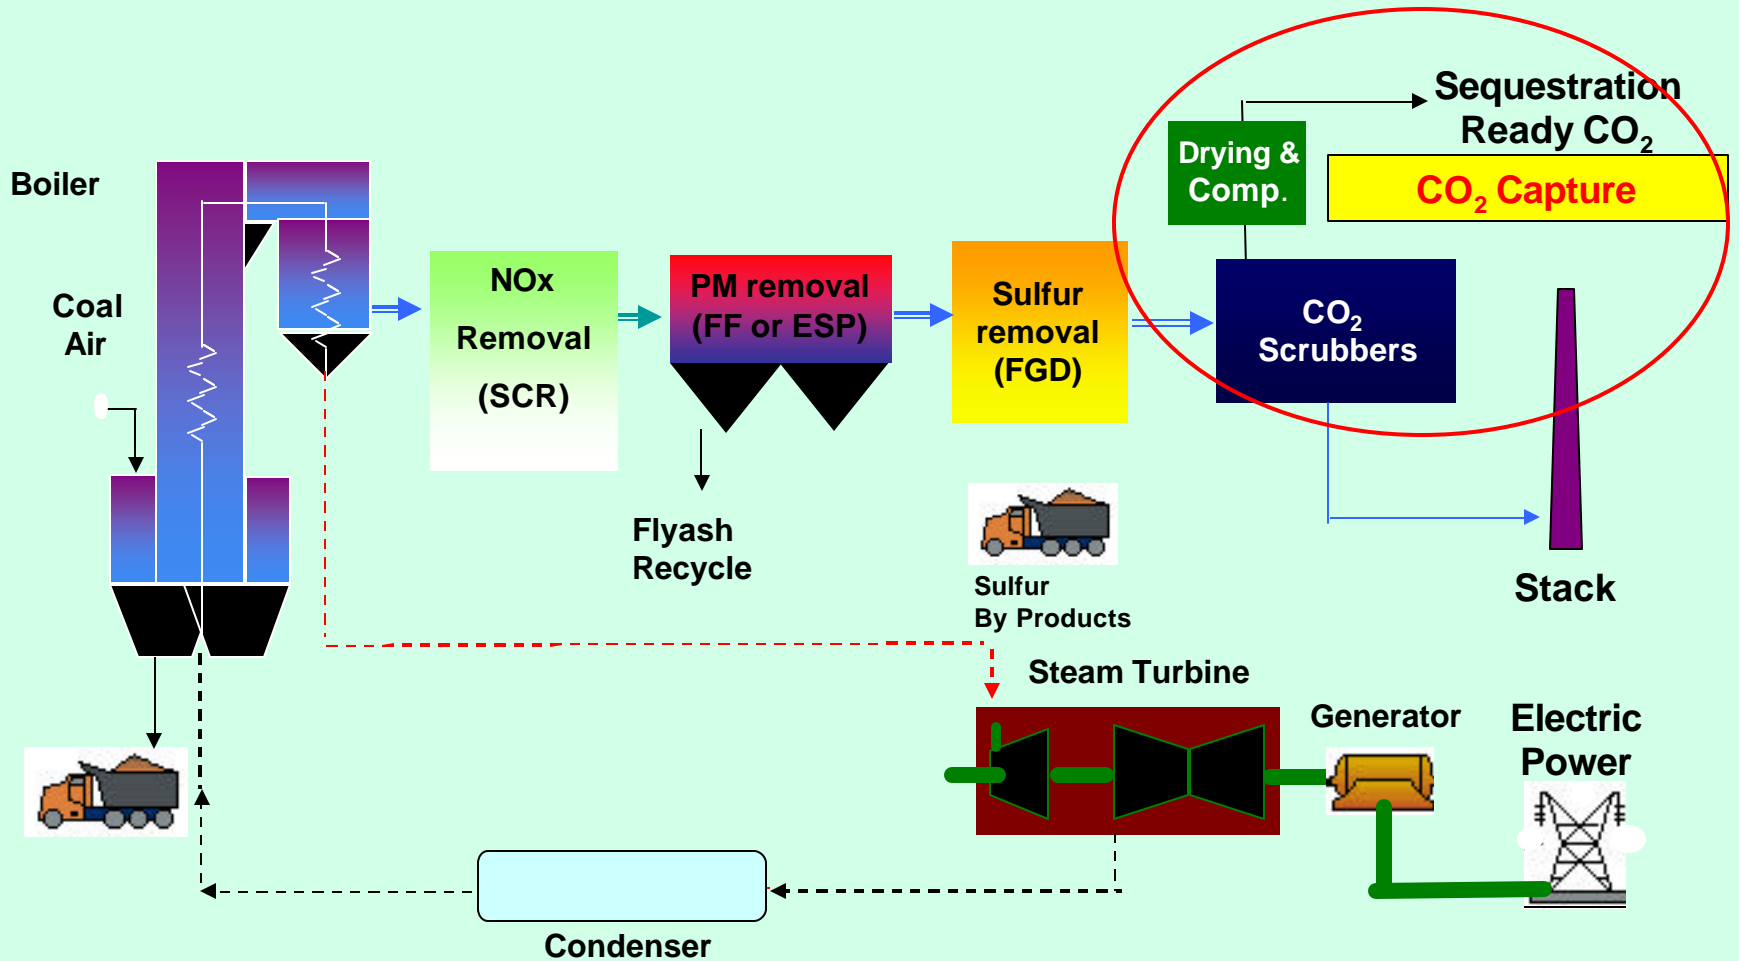 Boiler
Coal
Air
NOx
Removal
(SCR)
PM removal
(FF or ESP)
Flyash
Recycle
Sulfur
removal
(FGD)
Sulfur
By Products
Drying &
Comp.
Sequestration
Ready CO₂
CO₂ Capture
CO₂
Scrubbers
Stack
Steam Turbine
Generator
Electric
Power
Condenser